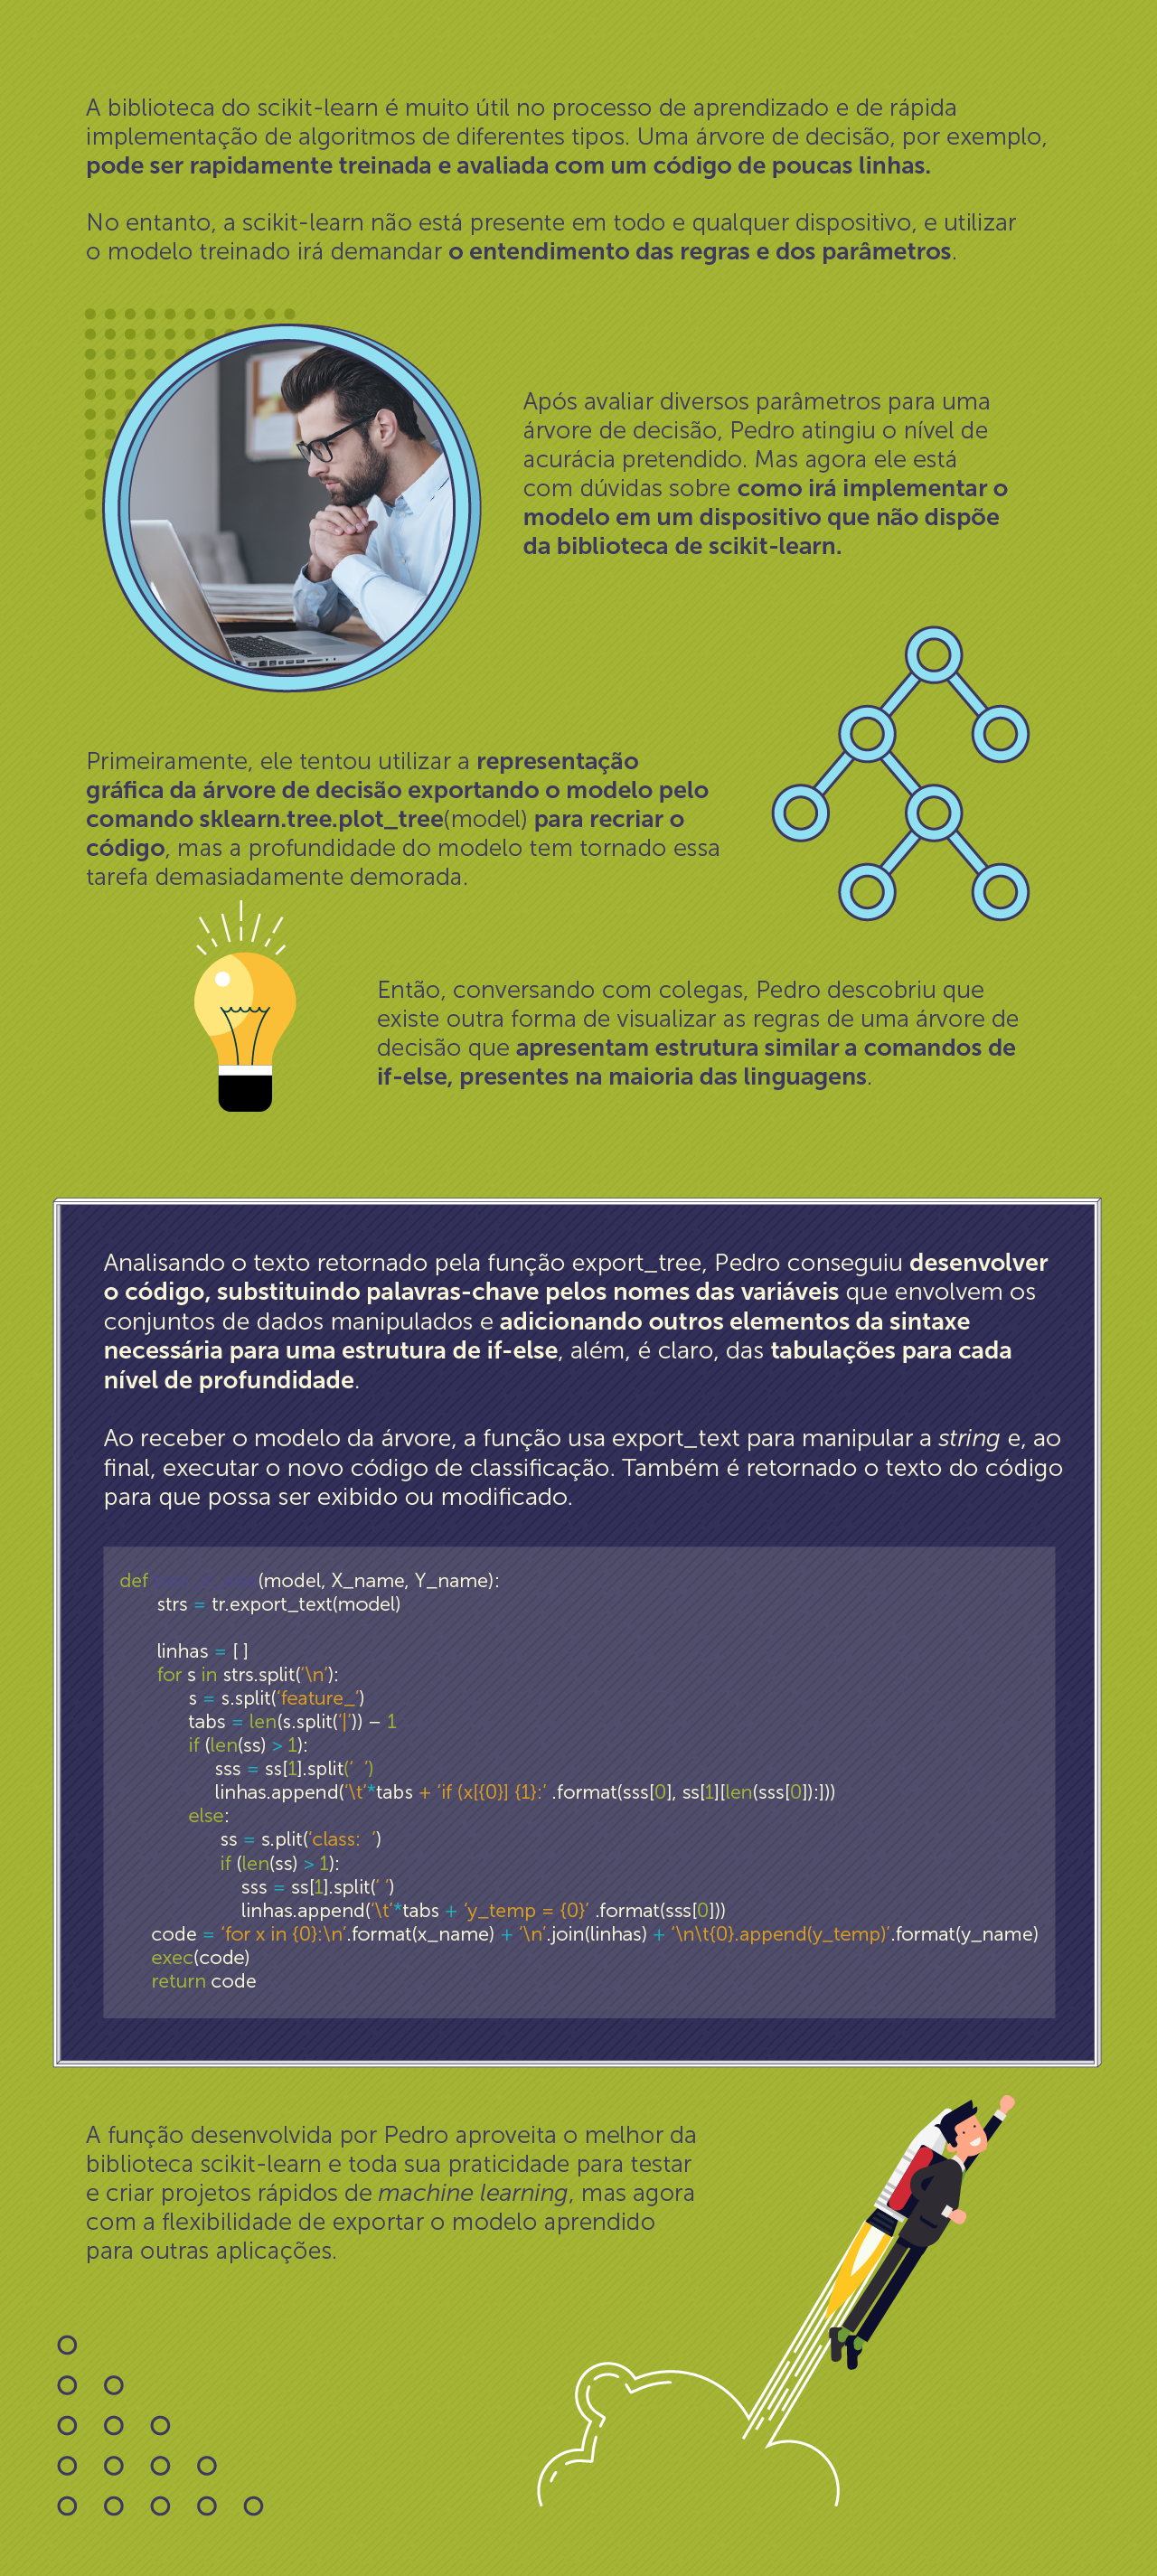 A biblioteca do scikit-learn é muito útil no processo de aprendizado e de rápida
implementação de algoritmos de diferentes tipos. Uma árvore de decisão, por exemplo,
pode ser rapidamente treinada e avaliada com um código de poucas linhas.
No entanto, a scikit-learn não está presente em todo e qualquer dispositivo, e utilizar
o modelo treinado irá demandar o entendimento das regras e dos parâmetros.
Após avaliar diversos parâmetros para uma
árvore de decisão, Pedro atingiu o nível de
acurácia pretendido. Mas agora ele está
com dúvidas sobre como irá implementar o
modelo em um dispositivo que não dispõe
da biblioteca de scikit-learn.
Primeiramente, ele tentou utilizar a representação
gráfica da árvore de decisão exportando o modelo pelo
comando sklearn.tree.plot_tree(model) para recriar o
código, mas a profundidade do modelo tem tornado essa
tarefa demasiadamente demorada.
Então, conversando com colegas, Pedro descobriu que
existe outra forma de visualizar as regras de uma árvore de
decisão que apresentam estrutura similar a comandos de
if-else, presentes na maioria das linguagens.
Analisando o texto retornado pela função export_tree, Pedro conseguiu desenvolver
o código, substituindo palavras-chave pelos nomes das variáveis que envolvem os
conjuntos de dados manipulados e adicionando outros elementos da sintaxe
necessária para uma estrutura de if-else, além, é claro, das tabulações para cada
nível de profundidade.
Ao receber o modelo da árvore, a função usa export_text para manipular a string e, ao
final, executar o novo código de classificação. Também é retornado o texto do código
para que possa ser exibido ou modificado.
def (model, X_name, Y_name):
strs = tr.export_text(model)
linhas = [ ]
for s in strs.split(‘\n’):
s = s.split(‘feature_’)
tabs = len(s.split(‘|’)) – 1
if (len(ss) > 1):
sss = ss[1].split(‘  ‘)
linhas.append(‘\t’*tabs + ‘if (x[{0}] {1}:’ .format(sss[0], ss[1][len(sss[0]):]))
else:
ss = s.plit(‘class:  ‘)
if (len(ss) > 1):
sss = ss[1].split(‘ ’)
linhas.append(‘\t’*tabs + ‘y_temp = {0}’ .format(sss[0]))
code = ‘for x in {0}:\n’.format(x_name) + ‘\n’.join(linhas) + ‘\n\t{0}.append(y_temp)’.format(y_name)
exec(code)
return code
A função desenvolvida por Pedro aproveita o melhor da
biblioteca scikit-learn e toda sua praticidade para testar
e criar projetos rápidos de machine learning, mas agora
com a flexibilidade de exportar o modelo aprendido
para outras aplicações.